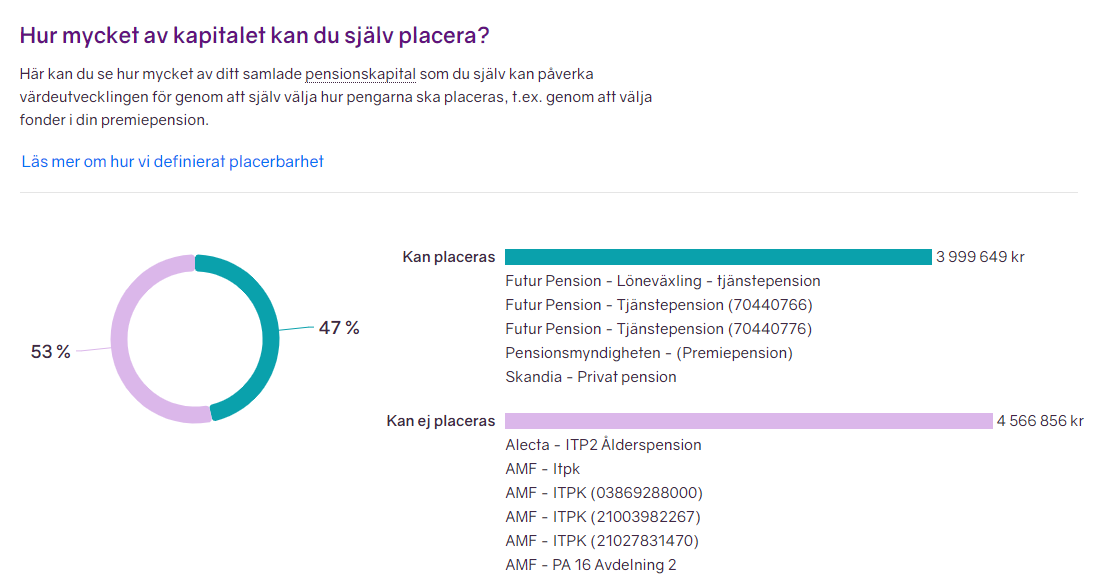 Hur mycket av kapitalet kan du själv placera?
Här kan du se hur mycket av ditt samlade pensionskapital som du själv kan påverka
värdeutvecklingen för genom att själv välja hur pengarna ska placeras, t.ex. genom att välja
fonder i din premiepension.
Läs mer om hur vi definierat placerbarhet
47 %
53 %
Kan placeras 3 999 649 kr
Futur Pension - Löneväxling - tjänstepension
Futur Pension - Tjänstepension (70440766)
Futur Pension - Tjänstepension (70440776)
Pensionsmyndigheten - (Premiepension)
Skandia - Privat pension
Kan ej placeras 4 566 856 kr
Alecta - ITP2 Ålderspension
AMF - Itpk
AMF - ITPK (03869288000)
AMF - ITPK (21003982267)
AMF - ITPK (21027831470)
AMF - PA 16 Avdelning 2